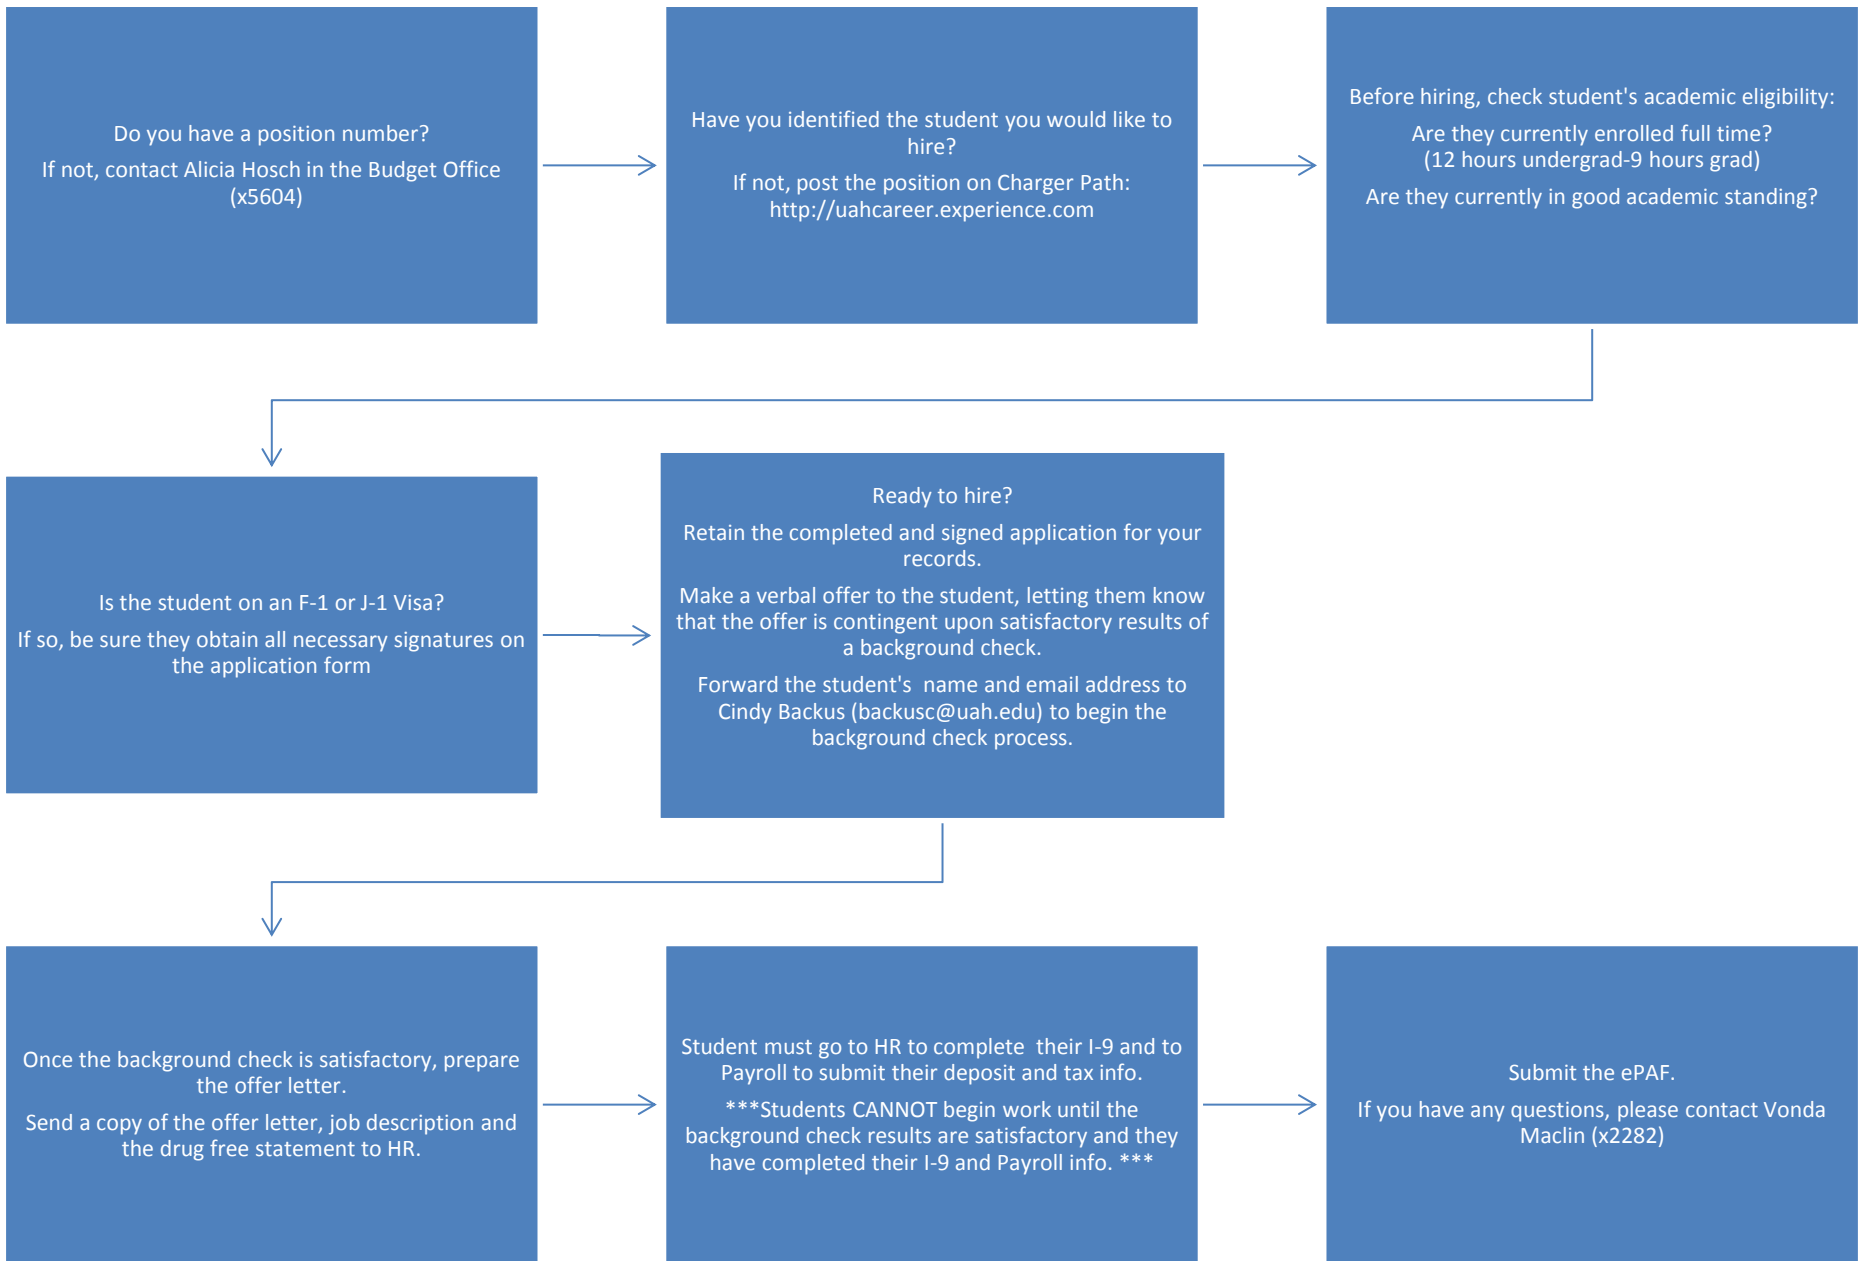 Do you have a position number?
If not, contact Alicia Hosch in the Budget Office
(x5604)
Have you identified the student you would like to
hire?
If not, post the position on Charger Path:
http://uahcareer.experience.com
Before hiring, check student's academic eligibility:
Are they currently enrolled full time?
(12 hours undergrad-9 hours grad)
Are they currently in good academic standing?
Is the student on an F-1 or J-1 Visa?
If so, be sure they obtain all necessary signatures on
the application form
Ready to hire?
Retain the completed and signed application for your
records.
Make a verbal offer to the student, letting them know
that the offer is contingent upon satisfactory results of
a background check.
Forward the student's  name and email address to
Cindy Backus (backusc@uah.edu) to begin the
background check process.
Once the background check is satisfactory, prepare
the offer letter.
Send a copy of the offer letter, job description and
the drug free statement to HR.
Student must go to HR to complete  their I-9 and to
Payroll to submit their deposit and tax info.
***Students CANNOT begin work until the
background check results are satisfactory and they
have completed their I-9 and Payroll info. ***
Submit the ePAF.
If you have any questions, please contact Vonda
Maclin (x2282)